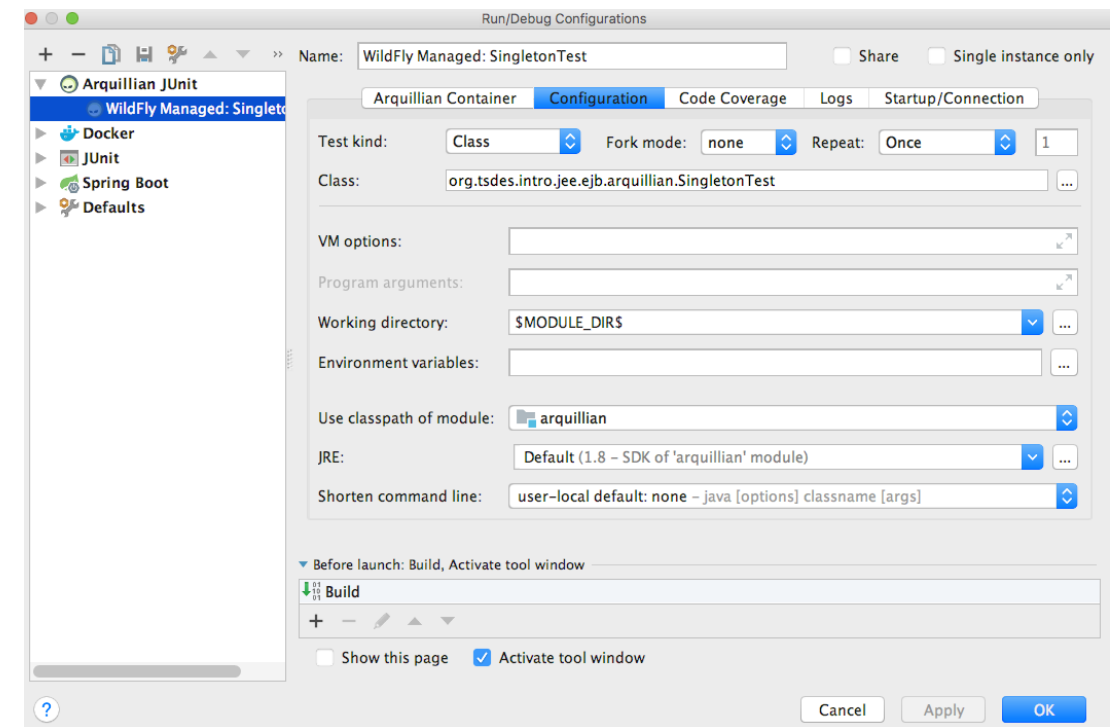 Run/Debug Configurations
Name: WildFly Managed: SingletonTest Share Single instance only
Arquillian JUnit
WildFly Managed: Singlet
Docker
JUnit
Spring Boot
Defaults
Arquillian Container Configuration Code Coverage Logs Startup/Connection
Test kind: Class Fork mode: none Repeat: Once 1
Class: org.tsdes.intro.jee.ejb.arquillian.SingletonTest ...
VM options:
Program arguments:
Working directory: $MODULE_DIR$ ...
Environment variables: ...
Use classpath of module: arquillian
JRE: Default (1.8 – SDK of 'arquillian' module) ...
Shorten command line: user-local default: none – java [options] classname [args]
Before launch: Build, Activate tool window
Build
Show this page Activate tool window
? Cancel Apply OK